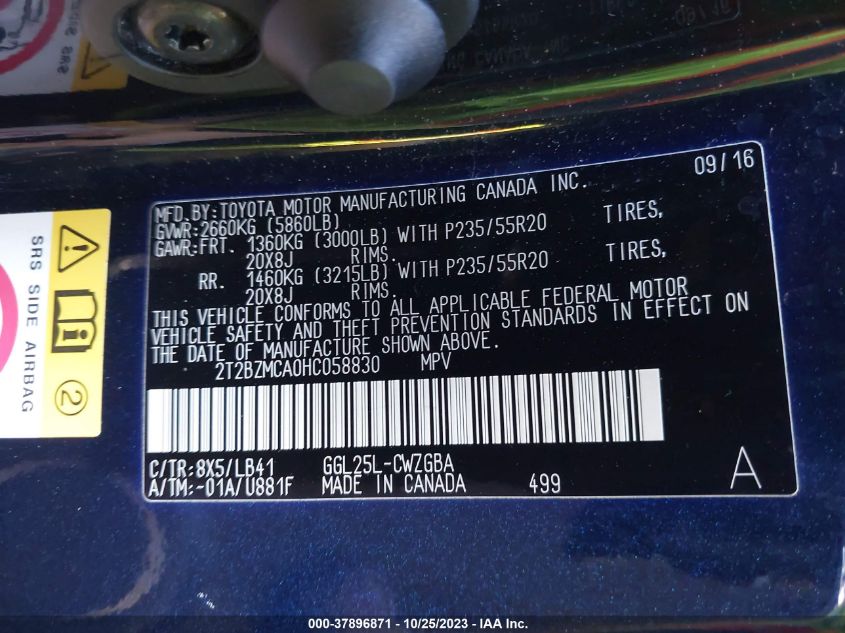 09/16
MFD.BY:TOYOTA MOTOR MANUFACTURING CANADA INC.
GVWR:2660KG (5860LB)
GAWR:FRT. 1360KG (3000LB) WITH P235/55R20 TIRES,
20X8J RIMS.
RR. 1460KG (3215LB) WITH P235/55R20 TIRES,
20X8J RIMS.
THIS VEHICLE CONFORMS TO ALL APPLICABLE FEDERAL MOTOR
VEHICLE SAFETY AND THEFT PREVENTION STANDARDS IN EFFECT ON
THE DATE OF MANUFACTURE SHOWN ABOVE.
2T2BZMCA0HC058830 MPV
C/TR:8X5/LB41 GGL25L-CWZGBA
A/TM:-01A/U881F MADE IN CANADA 499 A
SRS SIDE AIRBAG
2
000-37896871 - 10/25/2023 - IAA Inc.